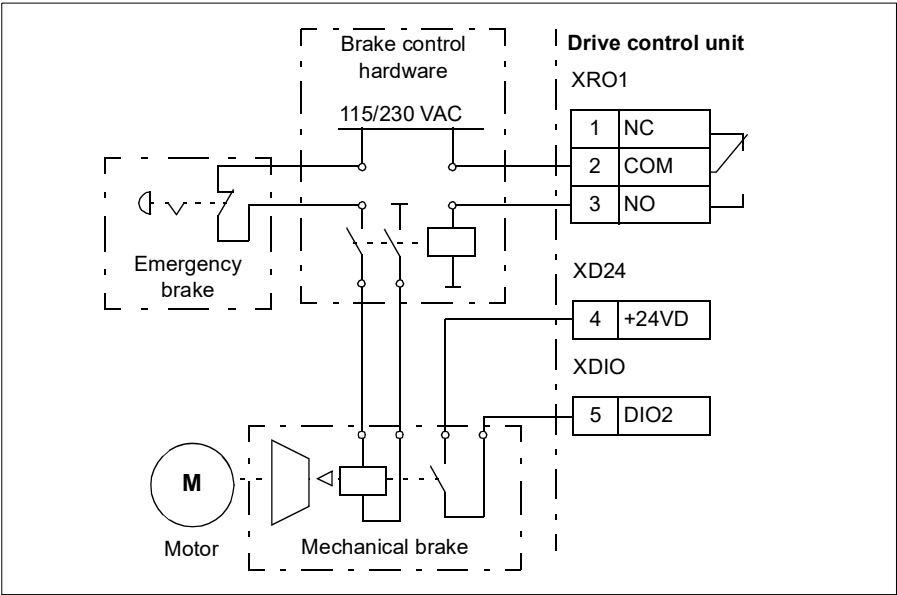 Brake control
hardware
115/230 VAC
Drive control unit
XRO1
1 NC
2 COM
3 NO
Emergency
brake
XD24
4 +24VD
XDIO
5 DIO2
M
Motor
Mechanical brake